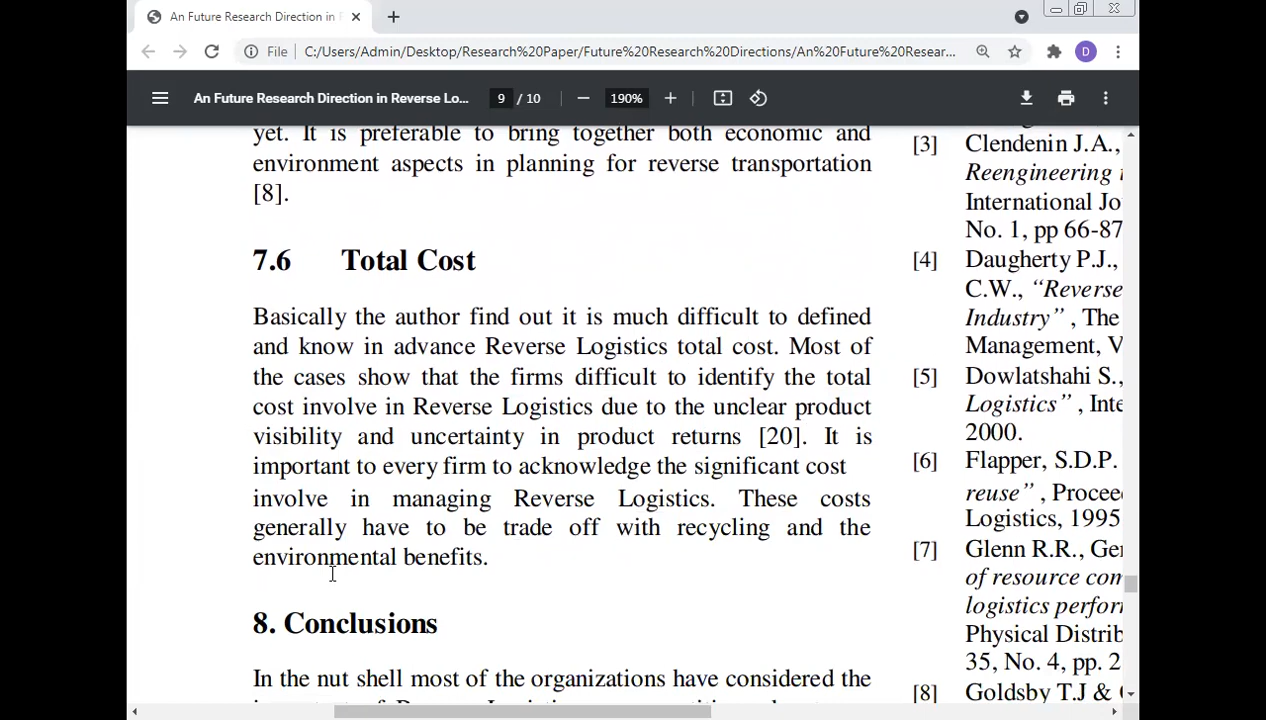 An Future Research Direction in R
File
C:/Users/Admin/Desktop/Research%20Paper/Future%20Research%20Directions/An%20Future%20Resear...
D
An Future Research Direction in Reverse Lo...
9 / 10
190%
yet. It is preferable to bring together both economic and
environment aspects in planning for reverse transportation
[8].
7.6 Total Cost
Basically the author find out it is much difficult to defined
and know in advance Reverse Logistics total cost. Most of
the cases show that the firms difficult to identify the total
cost involve in Reverse Logistics due to the unclear product
visibility and uncertainty in product returns [20]. It is
important to every firm to acknowledge the significant cost
involve in managing Reverse Logistics. These costs
generally have to be trade off with recycling and the
environmental benefits.
8. Conclusions
In the nut shell most of the organizations have considered the
[3] Clendenin J.A.,
Reengineering
International Jo
No. 1, pp 66-87
[4] Daugherty P.J.,
C.W., “Reverse
Industry” , The
Management, V
[5] Dowlatshahi S.,
Logistics” , Inte
2000.
[6] Flapper, S.D.P.
reuse” , Procee
Logistics, 1995
[7] Glenn R.R., Ge
of resource com
logistics perfor
Physical Distrib
35, No. 4, pp. 2
[8] Goldsby T.J &